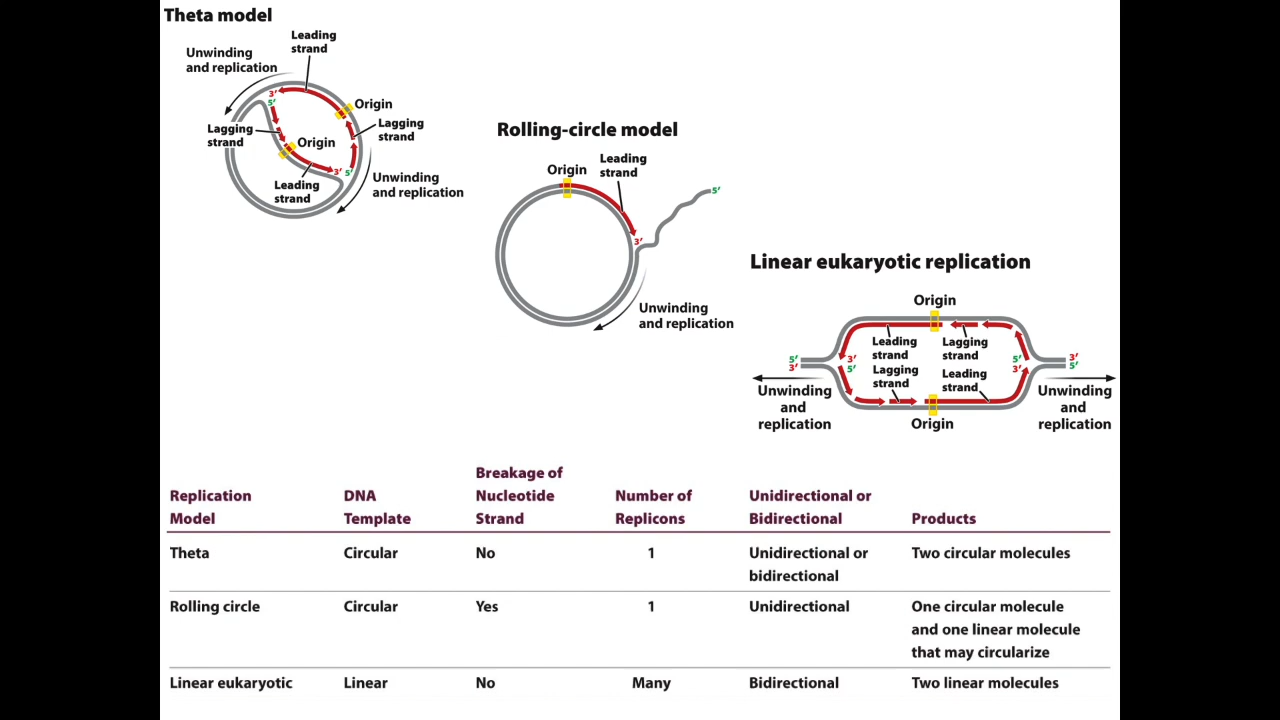 Theta model
Leading
strand
Unwinding
and replication
3′
5′
Origin
Lagging
strand
Lagging
strand
Origin
3′
5′
Leading
strand
Unwinding
and replication
Rolling-circle model
Origin
Leading
strand
5′
3′
Unwinding
and replication
Linear eukaryotic replication
Origin
Leading
strand
Lagging
strand
5′
3′
3′
5′
Lagging
strand
Leading
strand
5′
3′
3′
5′
Unwinding
and
replication
Origin
Unwinding
and
replication
Breakage of
Replication DNA Nucleotide Number of Unidirectional or
Model Template Strand Replicons Bidirectional Products
Theta Circular No 1 Unidirectional or Two circular molecules
bidirectional
Rolling circle Circular Yes 1 Unidirectional One circular molecule
and one linear molecule
that may circularize
Linear eukaryotic Linear No Many Bidirectional Two linear molecules